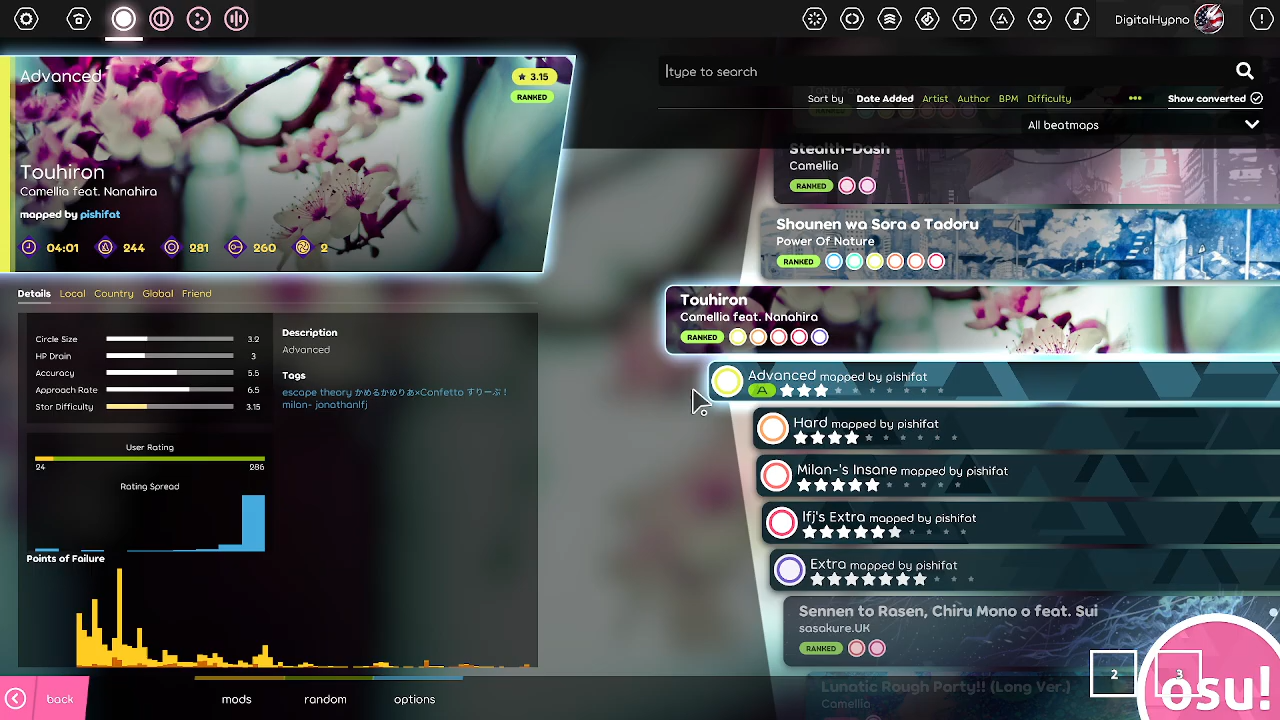 DigitalHypno
Advanced
3.15
RANKED
Touhiron
Camellia feat. Nanahira
mapped by pishifat
04:01
244
281
260
2
type to search
Sort by
Date Added
Artist
Author
BPM
Difficulty
Show converted
All beatmaps
Details
Local
Country
Global
Friend
Circle Size 3.2
HP Drain 3
Accuracy 5.5
Approach Rate 6.5
Star Difficulty 3.15
Description
Advanced
Tags
escape theory かめるかめりあ×Confetto すりーぷ！
milan- jonathanlfj
User Rating
24 286
Rating Spread
Points of Failure
Stealth-Dash
Camellia
RANKED
Shounen wa Sora o Tadoru
Power Of Nature
RANKED
Touhiron
Camellia feat. Nanahira
RANKED
Advanced mapped by pishifat
A
Hard mapped by pishifat
Milan-'s Insane mapped by pishifat
lfj's Extra mapped by pishifat
Extra mapped by pishifat
Sennen to Rasen, Chiru Mono o feat. Sui
sasakure.UK
RANKED
Lunatic Rough Party!! (Long Ver.)
Camellia
back
mods
random
options
2
3
osu!